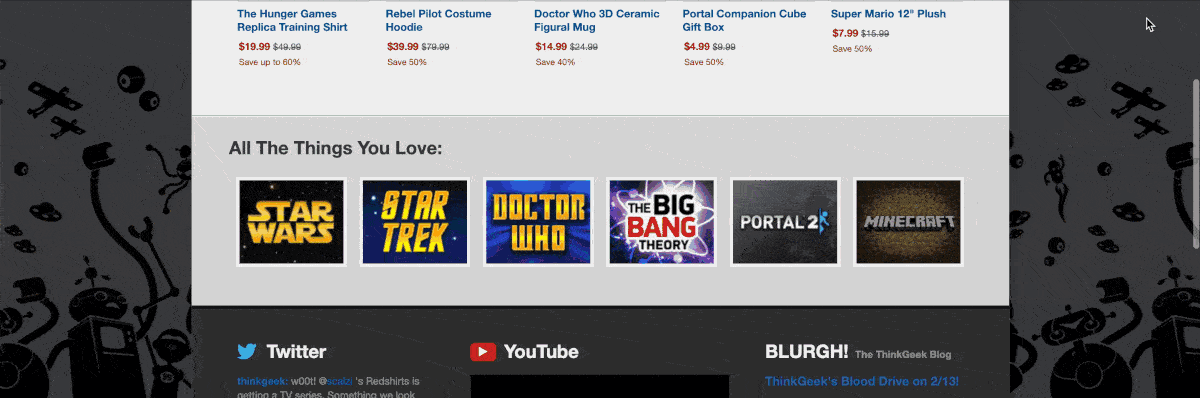 The Hunger Games Replica Training Shirt
$19.99 $49.99
Save up to 60%
Rebel Pilot Costume Hoodie
$39.99 $79.99
Save 50%
Doctor Who 3D Ceramic Figural Mug
$14.99 $24.99
Save 40%
Portal Companion Cube Gift Box
$4.99 $9.99
Save 50%
Super Mario 12" Plush
$7.99 $15.99
Save 50%
All The Things You Love:
STAR WARS
STAR TREK
DOCTOR WHO
THE BIG BANG THEORY
PORTAL 2
MINECRAFT
Twitter
thinkgeek: w00t! @scalzi 's Redshirts is
getting a TV series. Something we look
YouTube
BLURGH! The ThinkGeek Blog
ThinkGeek's Blood Drive on 2/13!